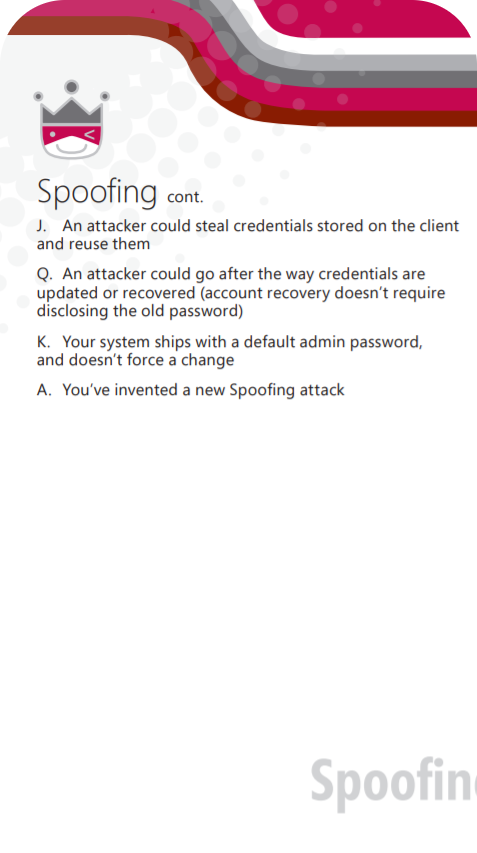 Spoofing cont.
J. An attacker could steal credentials stored on the client
and reuse them
Q. An attacker could go after the way credentials are
updated or recovered (account recovery doesn’t require
disclosing the old password)
K. Your system ships with a default admin password,
and doesn’t force a change
A. You’ve invented a new Spoofing attack
Spoofing